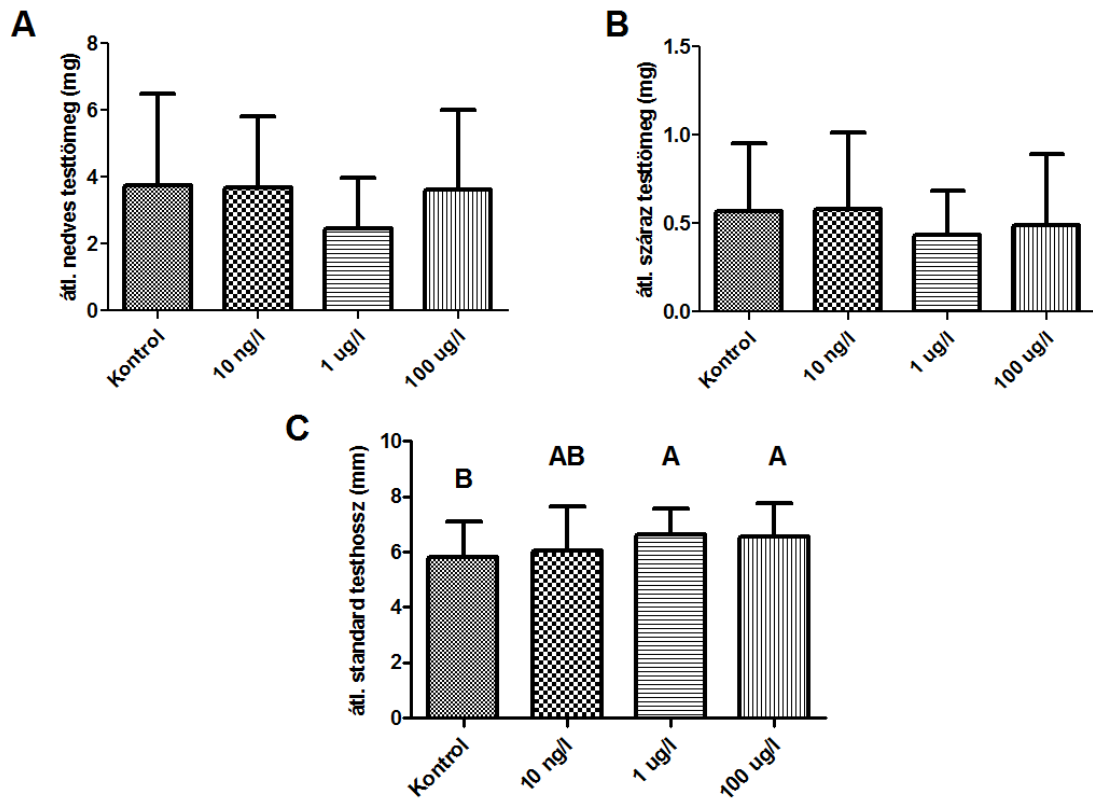 A
átl. nedves testtömeg (mg)
8
6
4
2
0
Kontrol
10 ng/l
1 ug/l
100 ug/l
B
átl. száraz testtömeg (mg)
1.5
1.0
0.5
0.0
Kontrol
10 ng/l
1 ug/l
100 ug/l
C
átl. standard testhossz (mm)
10
8
6
4
2
0
B
AB
A
A
Kontrol
10 ng/l
1 ug/l
100 ug/l